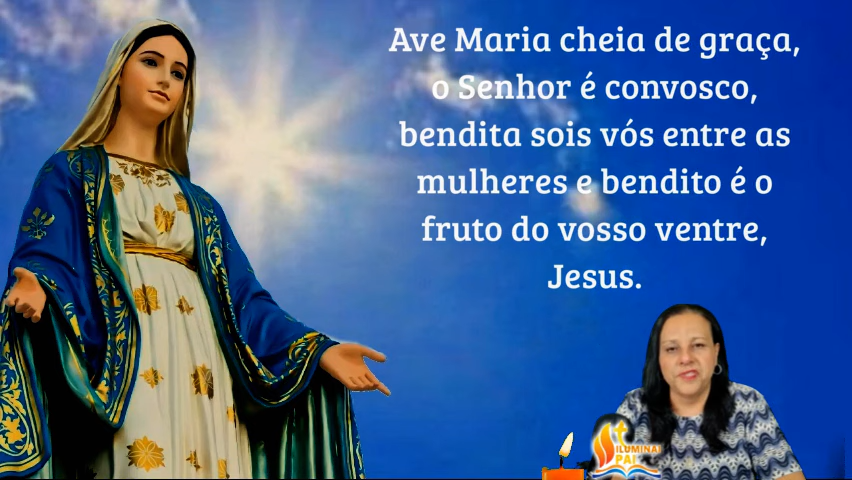 Ave Maria cheia de graça,
o Senhor é convosco,
bendita sois vós entre as
mulheres e bendito é o
fruto do vosso ventre,
Jesus.
ILUMINAI
PAI